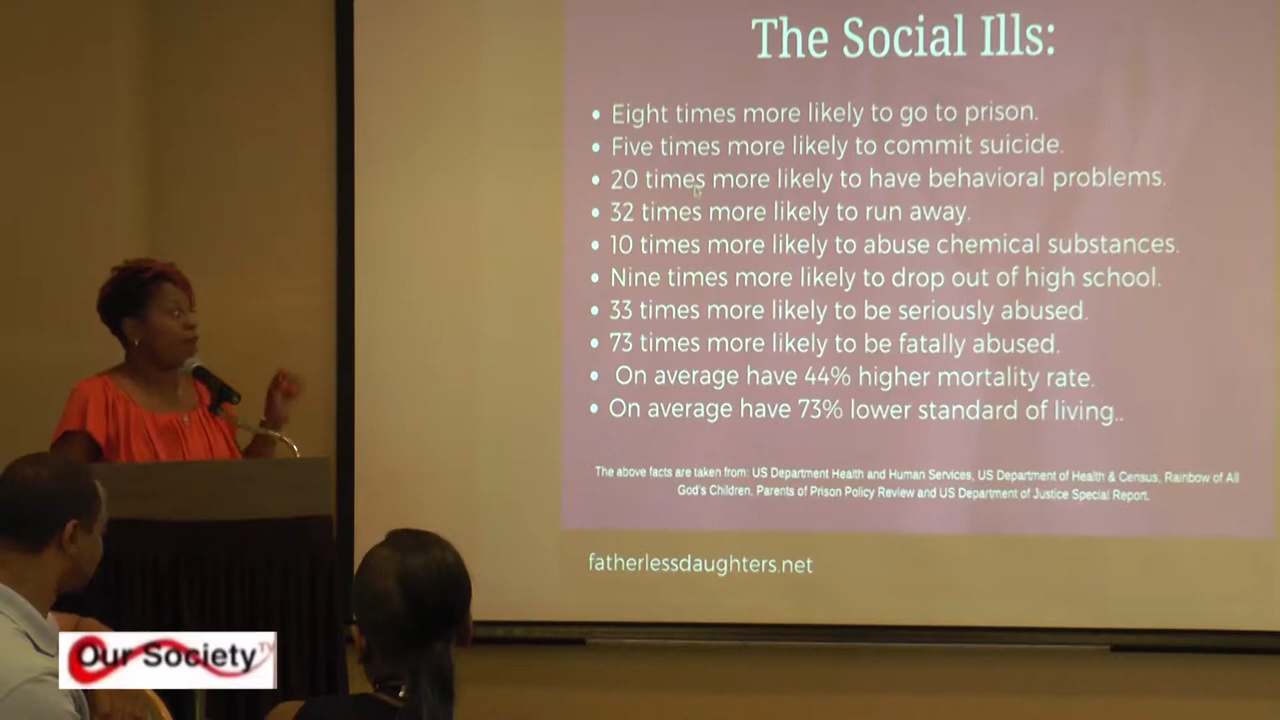 The Social Ills:
• Eight times more likely to go to prison.
• Five times more likely to commit suicide.
• 20 times more likely to have behavioral problems.
• 32 times more likely to run away.
• 10 times more likely to abuse chemical substances.
• Nine times more likely to drop out of high school.
• 33 times more likely to be seriously abused.
• 73 times more likely to be fatally abused.
• On average have 44% higher mortality rate.
• On average have 73% lower standard of living..
The above facts are taken from: US Department Health and Human Services, US Department of Health & Census, Rainbow of All
God's Children, Parents of Prison Policy Review and US Department of Justice Special Report.
fatherlessdaughters.net
Our Society TV